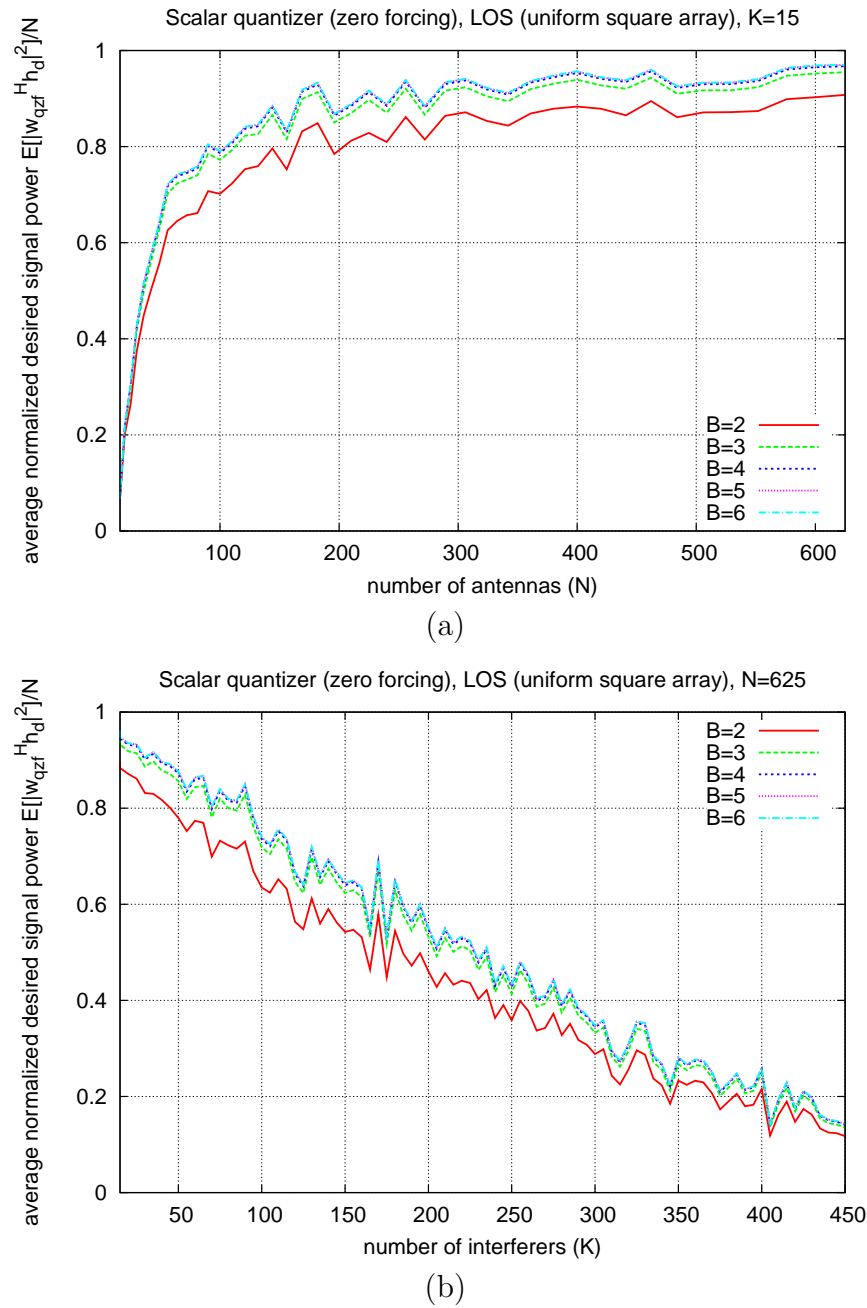 Scalar quantizer (zero forcing), LOS (uniform square array), K=15
average normalized desired signal power E[|w_qzf^H h_d|^2]/N
1
0.8
0.6
0.4
0.2
0
B=2
B=3
B=4
B=5
B=6
100 200 300 400 500 600
number of antennas (N)
(a)
Scalar quantizer (zero forcing), LOS (uniform square array), N=625
average normalized desired signal power E[|w_qzf^H h_d|^2]/N
1
0.8
0.6
0.4
0.2
0
B=2
B=3
B=4
B=5
B=6
50 100 150 200 250 300 350 400 450
number of interferers (K)
(b)